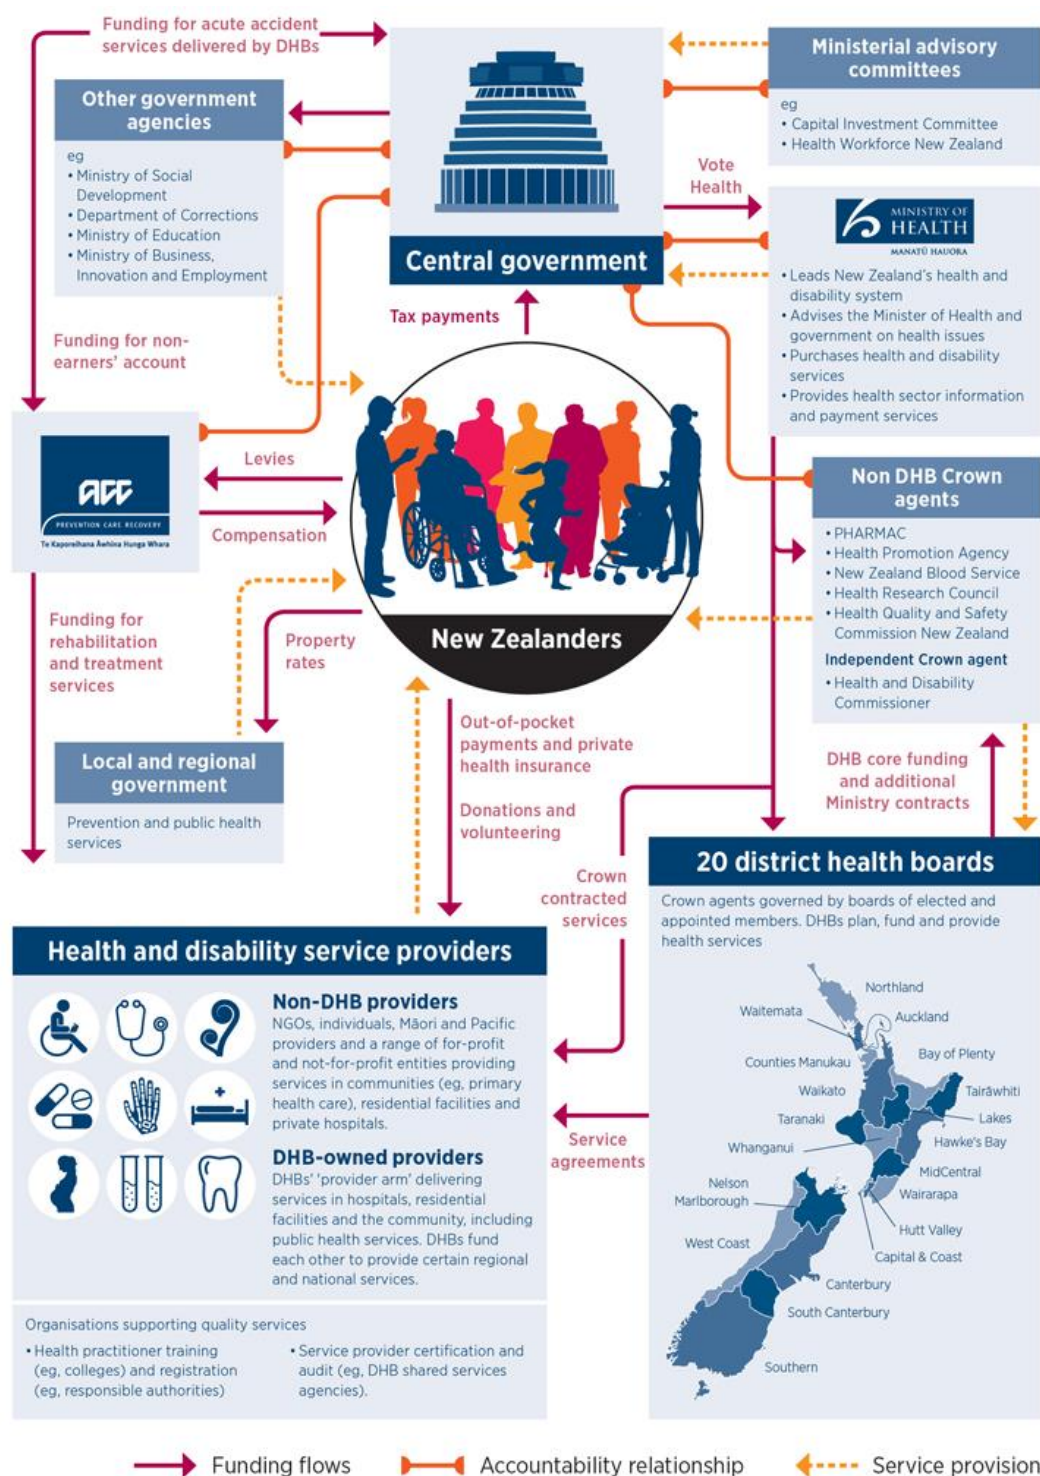 Funding for acute accident
services delivered by DHBs
Ministerial advisory
committees
eg
• Capital Investment Committee
• Health Workforce New Zealand
Other government
agencies
eg
• Ministry of Social
Development
• Department of Corrections
• Ministry of Education
• Ministry of Business,
Innovation and Employment
Central government
Vote
Health
MINISTRY OF
HEALTH
MANATŪ HAUORA
• Leads New Zealand's health and
disability system
• Advises the Minister of Health and
government on health issues
• Purchases health and disability
services
• Provides health sector information
and payment services
Tax payments
Funding for non-
earners' account
ACC
PREVENTION CARE RECOVERY
Te Kaporeihana Āwhina Hunga Whara
Levies
Compensation
New Zealanders
Non DHB Crown
agents
• PHARMAC
• Health Promotion Agency
• New Zealand Blood Service
• Health Research Council
• Health Quality and Safety
Commission New Zealand
Independent Crown agent
• Health and Disability
Commissioner
Funding for
rehabilitation
and treatment
services
Property
rates
Local and regional
government
Prevention and public health
services
Out-of-pocket
payments and private
health insurance
Donations and
volunteering
DHB core funding
and additional
Ministry contracts
Crown
contracted
services
20 district health boards
Crown agents governed by boards of elected and
appointed members. DHBs plan, fund and provide
health services
Northland
Waitemata
Auckland
Counties Manukau
Bay of Plenty
Waikato
Tairāwhiti
Taranaki
Lakes
Whanganui
Hawke's Bay
MidCentral
Nelson
Marlborough
Wairarapa
Hutt Valley
West Coast
Capital & Coast
Canterbury
South Canterbury
Southern
Health and disability service providers
Non-DHB providers
NGOs, individuals, Māori and Pacific
providers and a range of for-profit
and not-for-profit entities providing
services in communities (eg, primary
health care), residential facilities and
private hospitals.
DHB-owned providers
DHBs' 'provider arm' delivering
services in hospitals, residential
facilities and the community, including
public health services. DHBs fund
each other to provide certain regional
and national services.
Service
agreements
Organisations supporting quality services
• Health practitioner training
(eg, colleges) and registration
(eg, responsible authorities)
• Service provider certification and
audit (eg, DHB shared services
agencies).
Funding flows
Accountability relationship
Service provision